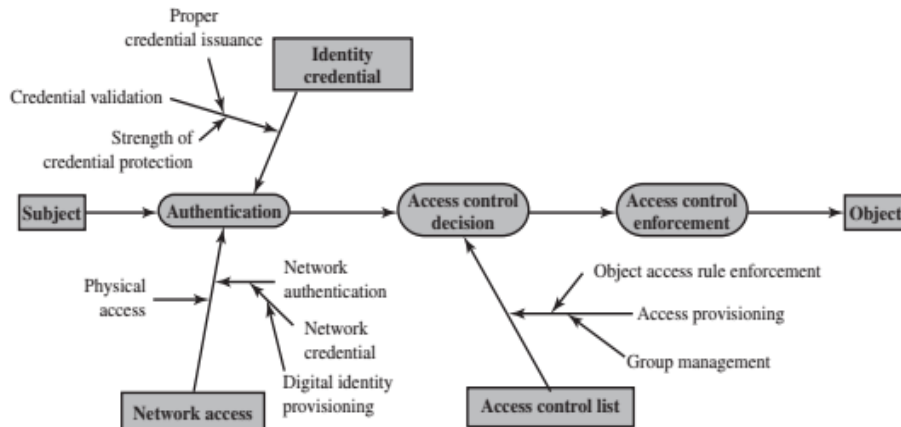 Proper
credential issuance
Identity
credential
Credential validation
Strength of
credential protection
Subject
Authentication
Access control
decision
Access control
enforcement
Object
Physical
access
Network
authentication
Network
credential
Digital identity
provisioning
Object access rule enforcement
Access provisioning
Group management
Network access
Access control list